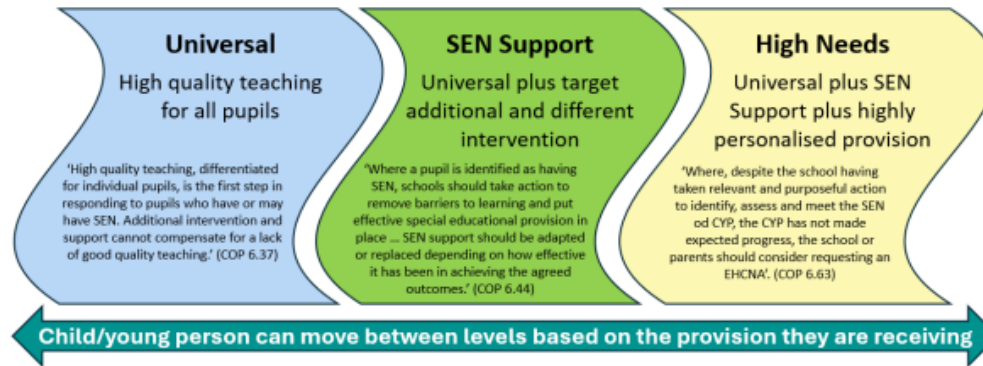 Universal
High quality teaching
for all pupils
'High quality teaching, differentiated
for individual pupils, is the first step in
responding to pupils who have or may
have SEN. Additional intervention and
support cannot compensate for a lack
of good quality teaching.' (COP 6.37)
SEN Support
Universal plus target
additional and different
intervention
'Where a pupil is identified as having
SEN, schools should take action to
remove barriers to learning and put
effective special educational provision in
place ... SEN support should be adapted
or replaced depending on how effective
it has been in achieving the agreed
outcomes.' (COP 6.44)
High Needs
Universal plus SEN
Support plus highly
personalised provision
'Where, despite the school having
taken relevant and purposeful action
to identify, assess and meet the SEN
od CYP, the CYP has not made
expected progress, the school or
parents should consider requesting an
EHCNA'. (COP 6.63)
Child/young person can move between levels based on the provision they are receiving